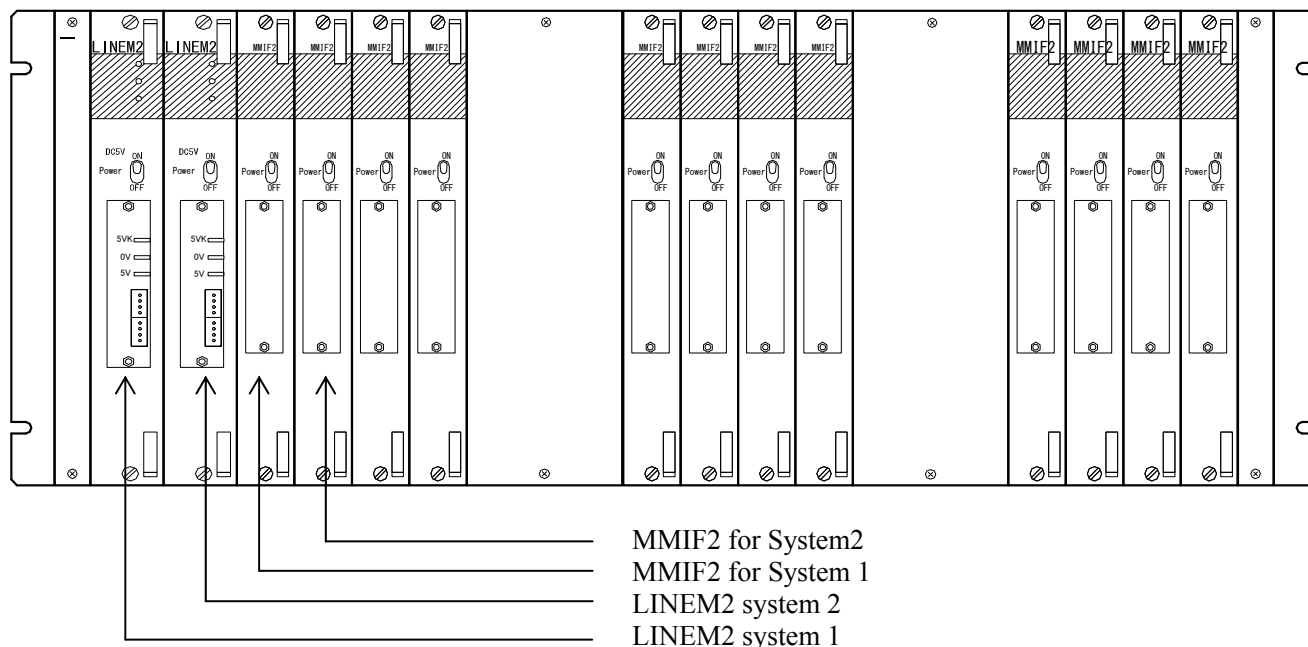 LINEM2 LINEM2 MMIF2 MMIF2 MMIF2 MMIF2 MMIF2 MMIF2 MMIF2 MMIF2 MMIF2 MMIF2 MMIF2 MMIF2
DC5V ON DC5V ON ON ON ON ON ON ON ON ON ON ON ON ON
Power Power Power Power Power Power Power Power Power Power Power Power Power Power
OFF OFF OFF OFF OFF OFF OFF OFF OFF OFF OFF OFF OFF OFF
5VK 5VK
0V 0V
5V 5V
MMIF2 for System2
MMIF2 for System 1
LINEM2 system 2
LINEM2 system 1